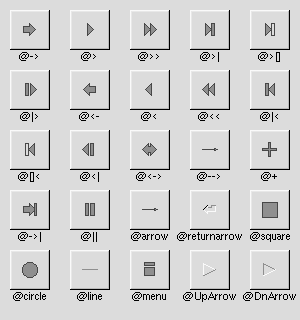 @-> @> @>> @>| @>[]
@|> @<- @< @<< @|<
@[]< @<| @<-> @--> @+
@->| @|| @arrow @returnarrow @square
@circle @line @menu @UpArrow @DnArrow